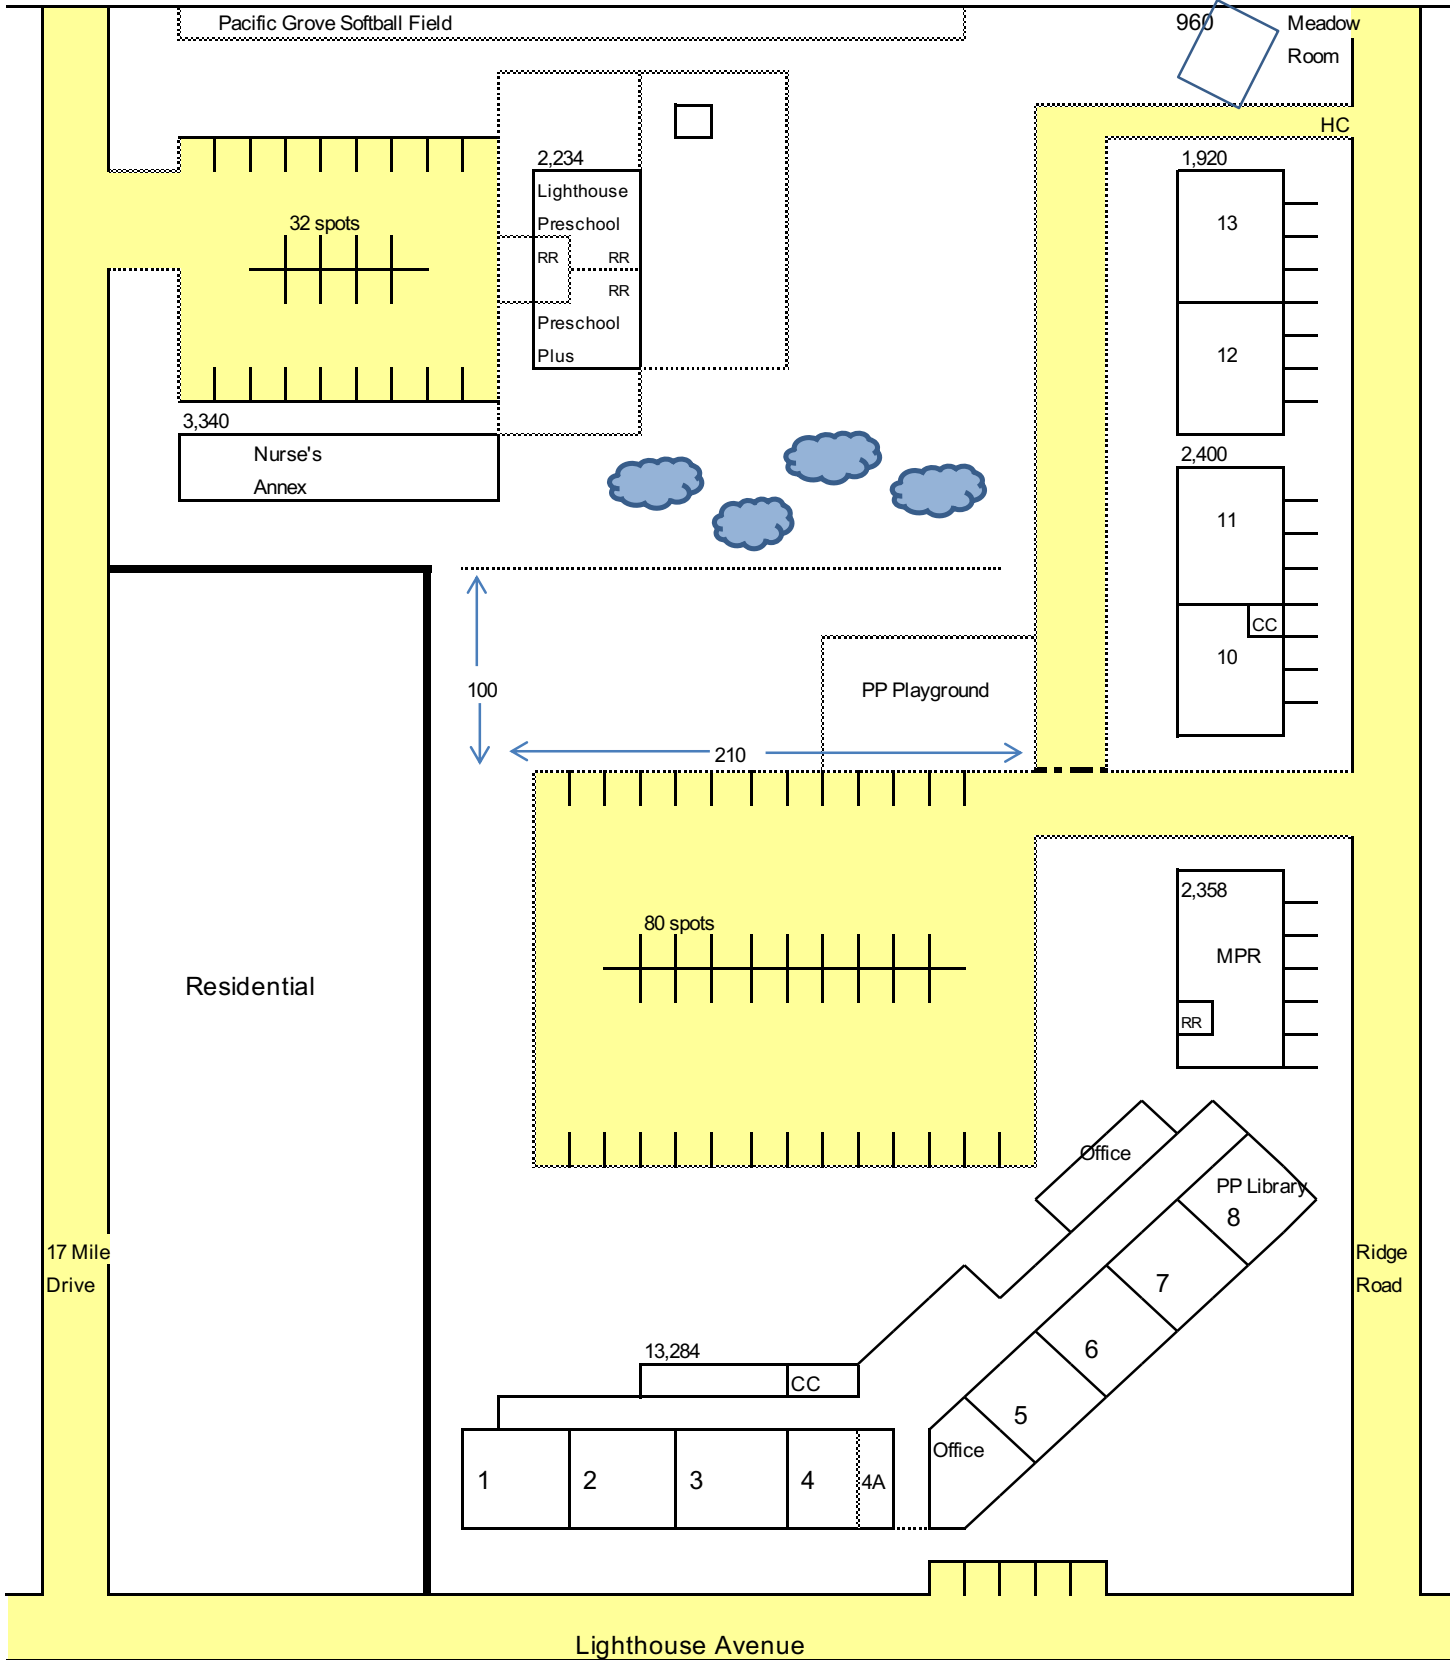 Pacific Grove Softball Field
960
Meadow
Room
HC
2,234
1,920
Lighthouse
Preschool
32 spots
13
RR
RR
RR
Preschool
Plus
12
3,340
Nurse's
Annex
2,400
11
CC
10
100
PP Playground
210
2,358
80 spots
MPR
Residential
RR
Office
PP Library
8
17 Mile
Drive
Ridge
Road
7
6
13,284
CC
5
Office
1
2
3
4
4A
Lighthouse Avenue